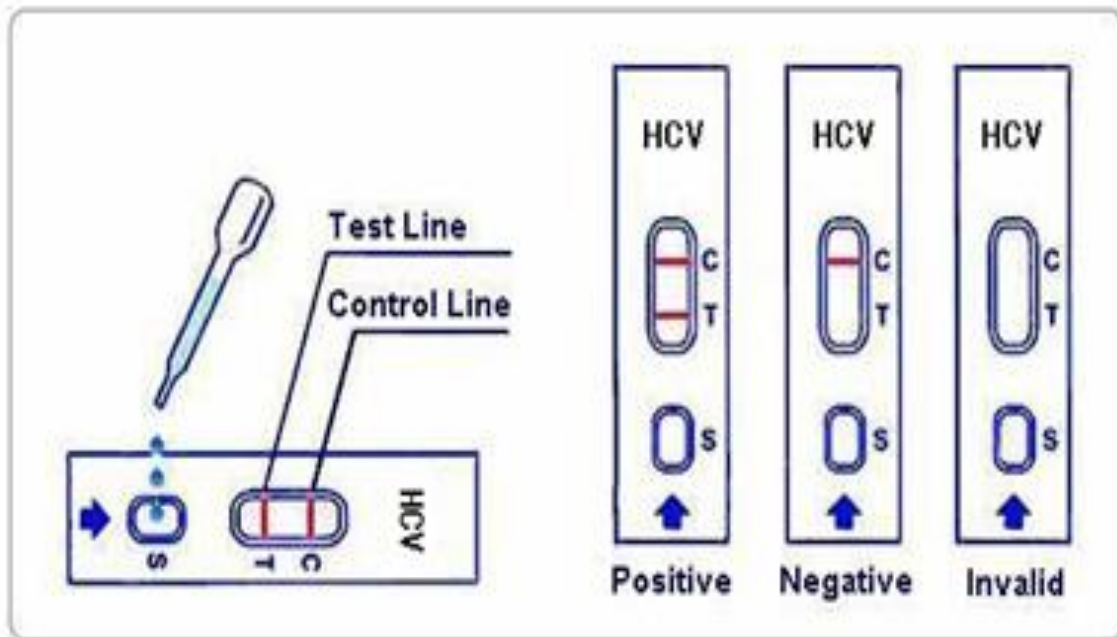 Test Line
Control Line
S
T
C
HCV
HCV
C
T
S
Positive
HCV
C
T
S
Negative
HCV
C
T
S
Invalid